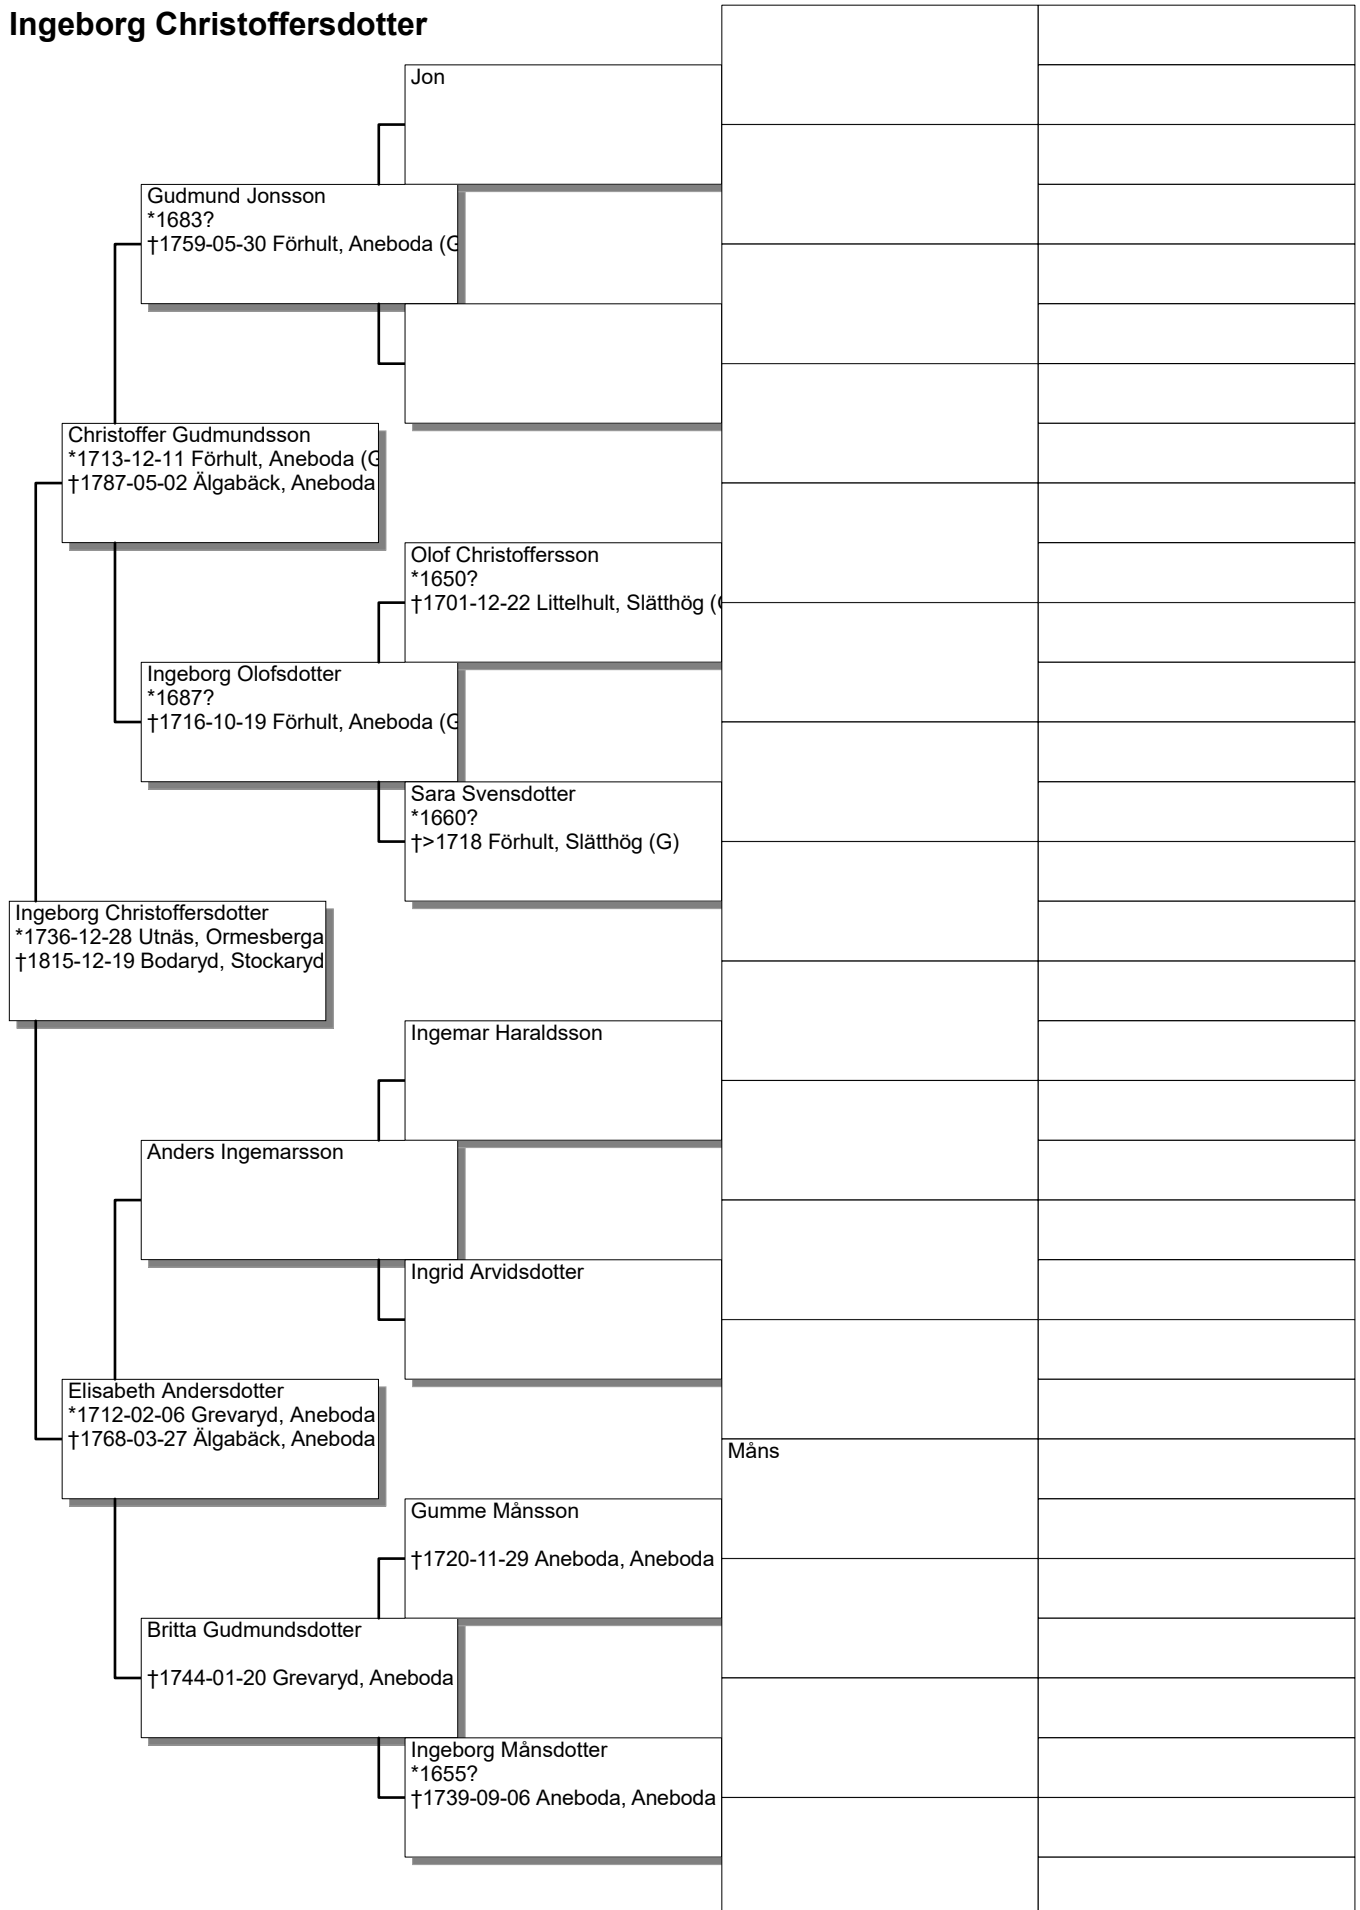 Ingeborg Christoffersdotter
Jon
Gudmund Jonsson
*1683?
†1759-05-30 Förhult, Aneboda (G
Christoffer Gudmundsson
*1713-12-11 Förhult, Aneboda (G
†1787-05-02 Älgabäck, Aneboda
Olof Christoffersson
*1650?
†1701-12-22 Littelhult, Slätthög (G
Ingeborg Olofsdotter
*1687?
†1716-10-19 Förhult, Aneboda (G
Sara Svensdotter
*1660?
†>1718 Förhult, Slätthög (G)
Ingeborg Christoffersdotter
*1736-12-28 Utnäs, Ormesberga
†1815-12-19 Bodaryd, Stockaryd
Ingemar Haraldsson
Anders Ingemarsson
Ingrid Arvidsdotter
Elisabeth Andersdotter
*1712-02-06 Grevaryd, Aneboda
†1768-03-27 Älgabäck, Aneboda
Måns
Gumme Månsson
†1720-11-29 Aneboda, Aneboda
Britta Gudmundsdotter
†1744-01-20 Grevaryd, Aneboda
Ingeborg Månsdotter
*1655?
†1739-09-06 Aneboda, Aneboda